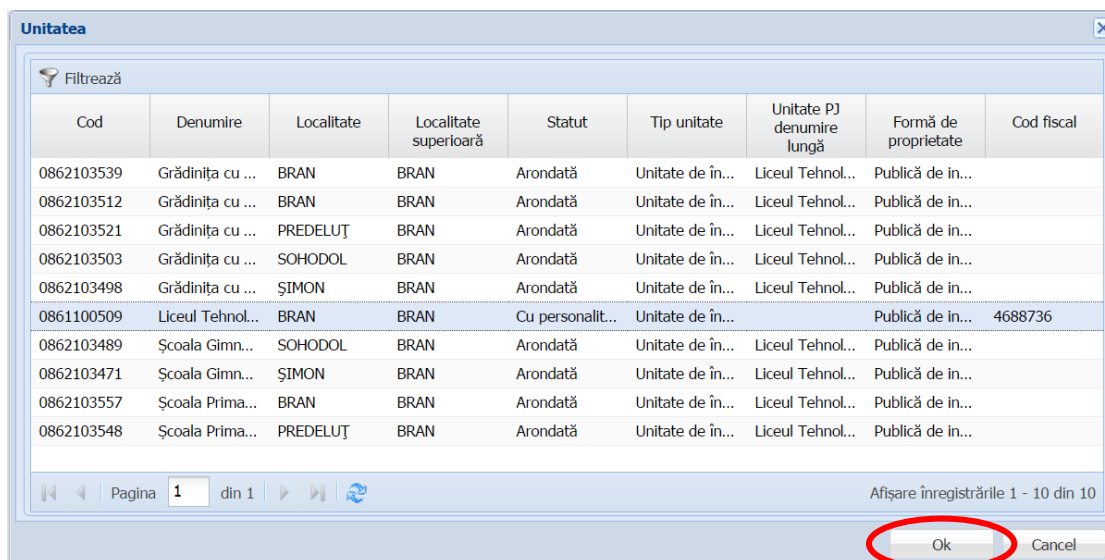 Unitatea
Filtrează
Cod Denumire Localitate Localitate superioară Statut Tip unitate Unitate PJ denumire lungă Formă de proprietate Cod fiscal
0862103539 Grădinița cu ... BRAN BRAN Arondată Unitate de în... Liceul Tehnol... Publică de in...
0862103512 Grădinița cu ... BRAN BRAN Arondată Unitate de în... Liceul Tehnol... Publică de in...
0862103521 Grădinița cu ... PREDELUȚ BRAN Arondată Unitate de în... Liceul Tehnol... Publică de in...
0862103503 Grădinița cu ... SOHODOL BRAN Arondată Unitate de în... Liceul Tehnol... Publică de in...
0862103498 Grădinița cu ... ȘIMON BRAN Arondată Unitate de în... Liceul Tehnol... Publică de in...
0861100509 Liceul Tehnol... BRAN BRAN Cu personalit... Unitate de în... Publică de in... 4688736
0862103489 Școala Gimn... SOHODOL BRAN Arondată Unitate de în... Liceul Tehnol... Publică de in...
0862103471 Școala Gimn... ȘIMON BRAN Arondată Unitate de în... Liceul Tehnol... Publică de in...
0862103557 Școala Prima... BRAN BRAN Arondată Unitate de în... Liceul Tehnol... Publică de in...
0862103548 Școala Prima... PREDELUȚ BRAN Arondată Unitate de în... Liceul Tehnol... Publică de in...
Pagina 1 din 1 Afișare înregistrările 1 - 10 din 10
Ok Cancel